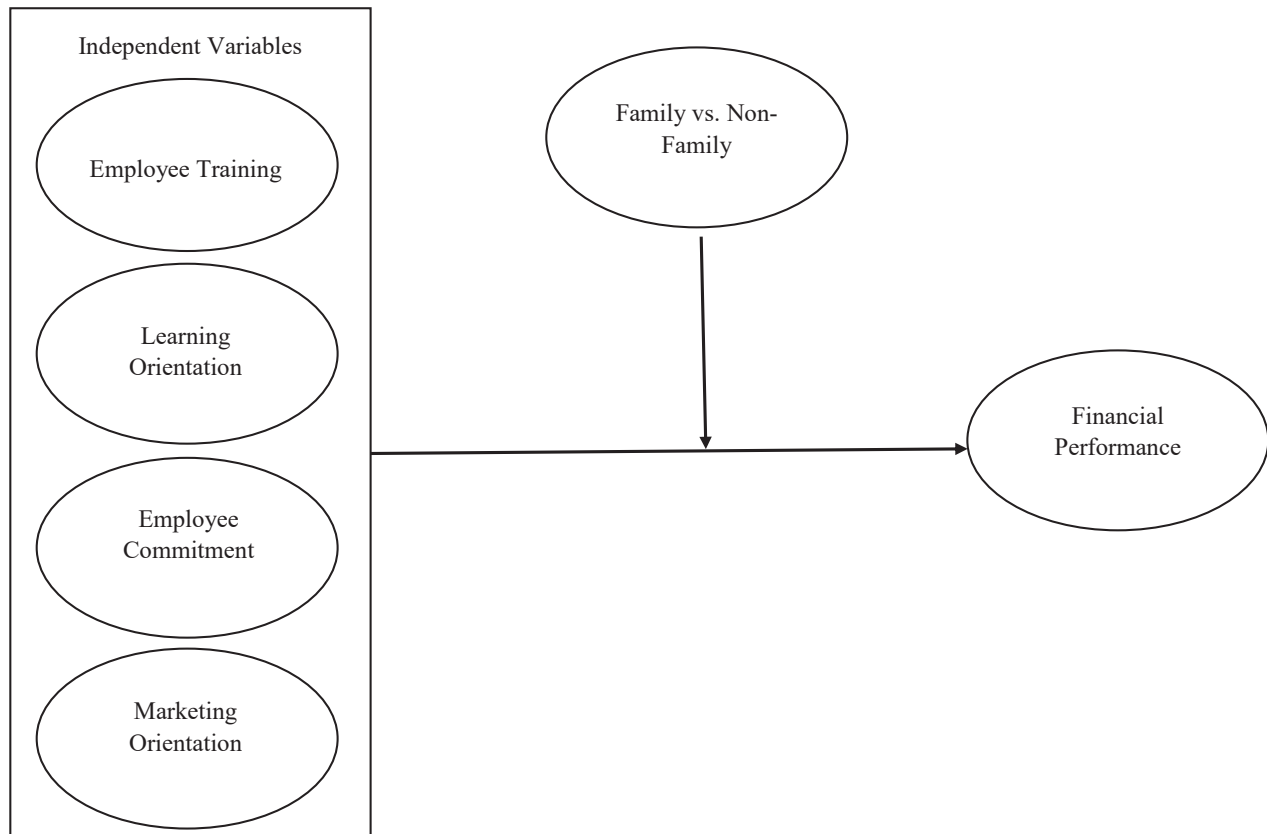 Independent Variables
Employee Training
Learning
Orientation
Employee
Commitment
Marketing
Orientation
Family vs. Non-
Family
Financial
Performance